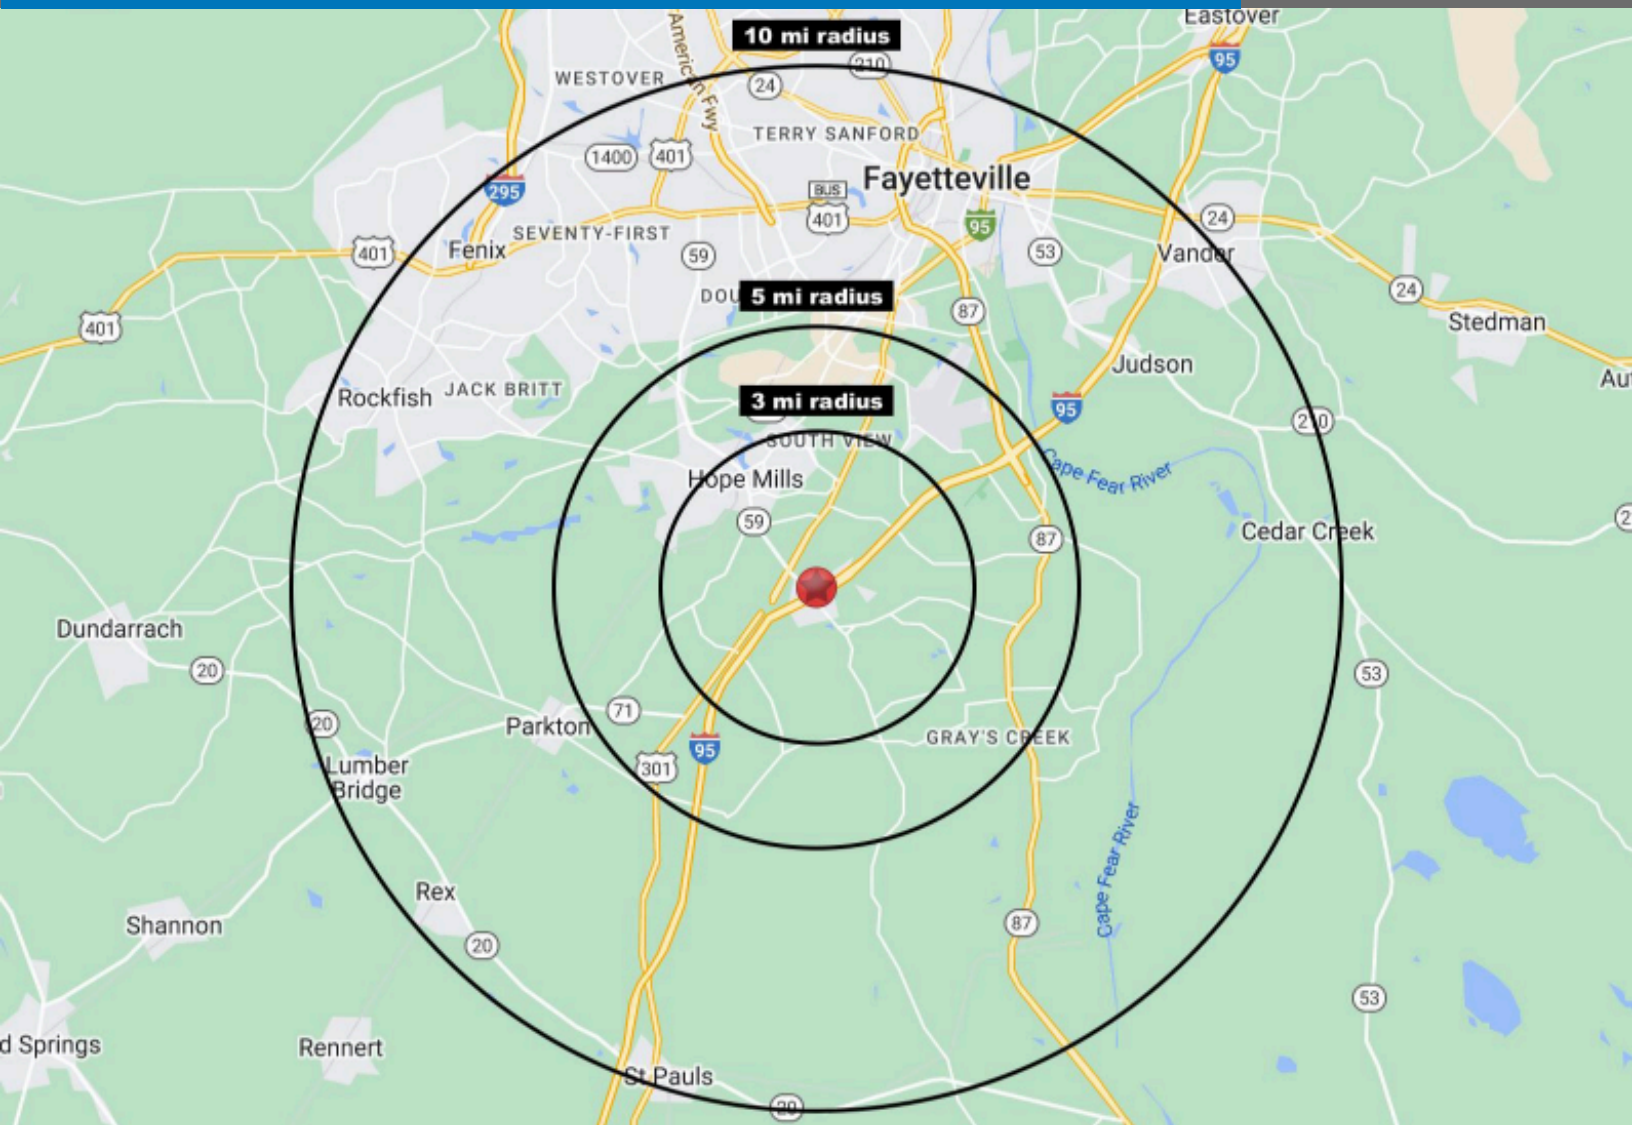 Eastover
10 mi radius
American Fwy
210
95
WESTOVER
24
TERRY SANFORD
1400
401
Fayetteville
295
BUS
401
24
95
SEVENTY-FIRST
Fenix
401
59
53
Vander
24
DOU
5 mi radius
87
401
Stedman
Judson
Rockfish
JACK BRITT
3 mi radius
95
210
SOUTH VIEW
Cape Fear River
Hope Mills
59
Cedar Creek
87
Dundarrach
20
53
71
20
Parkton
GRAY'S CREEK
95
301
Lumber
Bridge
Cape Fear River
Rex
Shannon
87
20
53
d Springs
Rennert
St Pauls
20